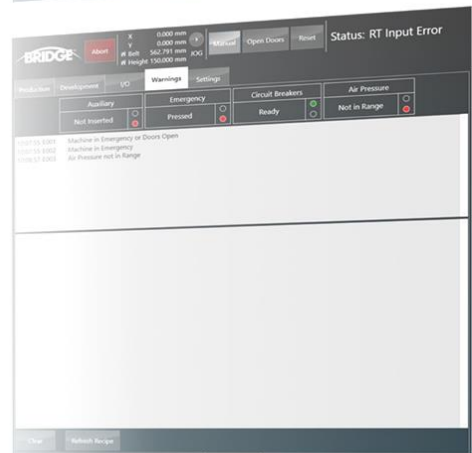 BRIDGE
Abort
X 0.000 mm
Y 0.000 mm
# Belt 562.791 mm
# Height 150.000 mm
JOG
Manual
Open Doors
Reset
Status: RT Input Error
Production
Development
I/O
Warnings
Settings
Auxiliary
Not Inserted
Emergency
Pressed
Circuit Breakers
Ready
Air Pressure
Not in Range
Machine in Emergency or Doors Open
Machine in Emergency
Air Pressure not in Range
Clear
Refresh Recipe